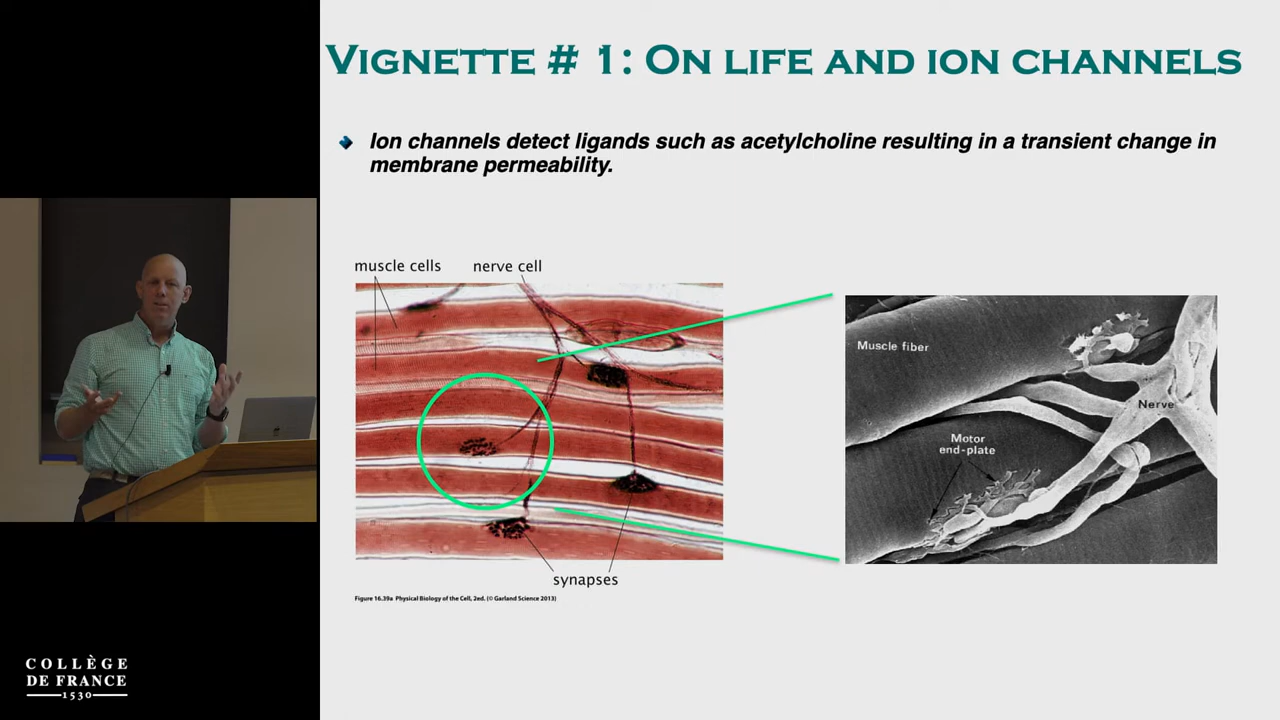 VIGNETTE # 1: ON LIFE AND ION CHANNELS
Ion channels detect ligands such as acetylcholine resulting in a transient change in
membrane permeability.
muscle cells
nerve cell
synapses
Figure 16.39a Physical Biology of the Cell, 2ed. (© Garland Science 2013)
Muscle fiber
Nerve
Motor
end-plate
COLLÈGE
DE FRANCE
1530